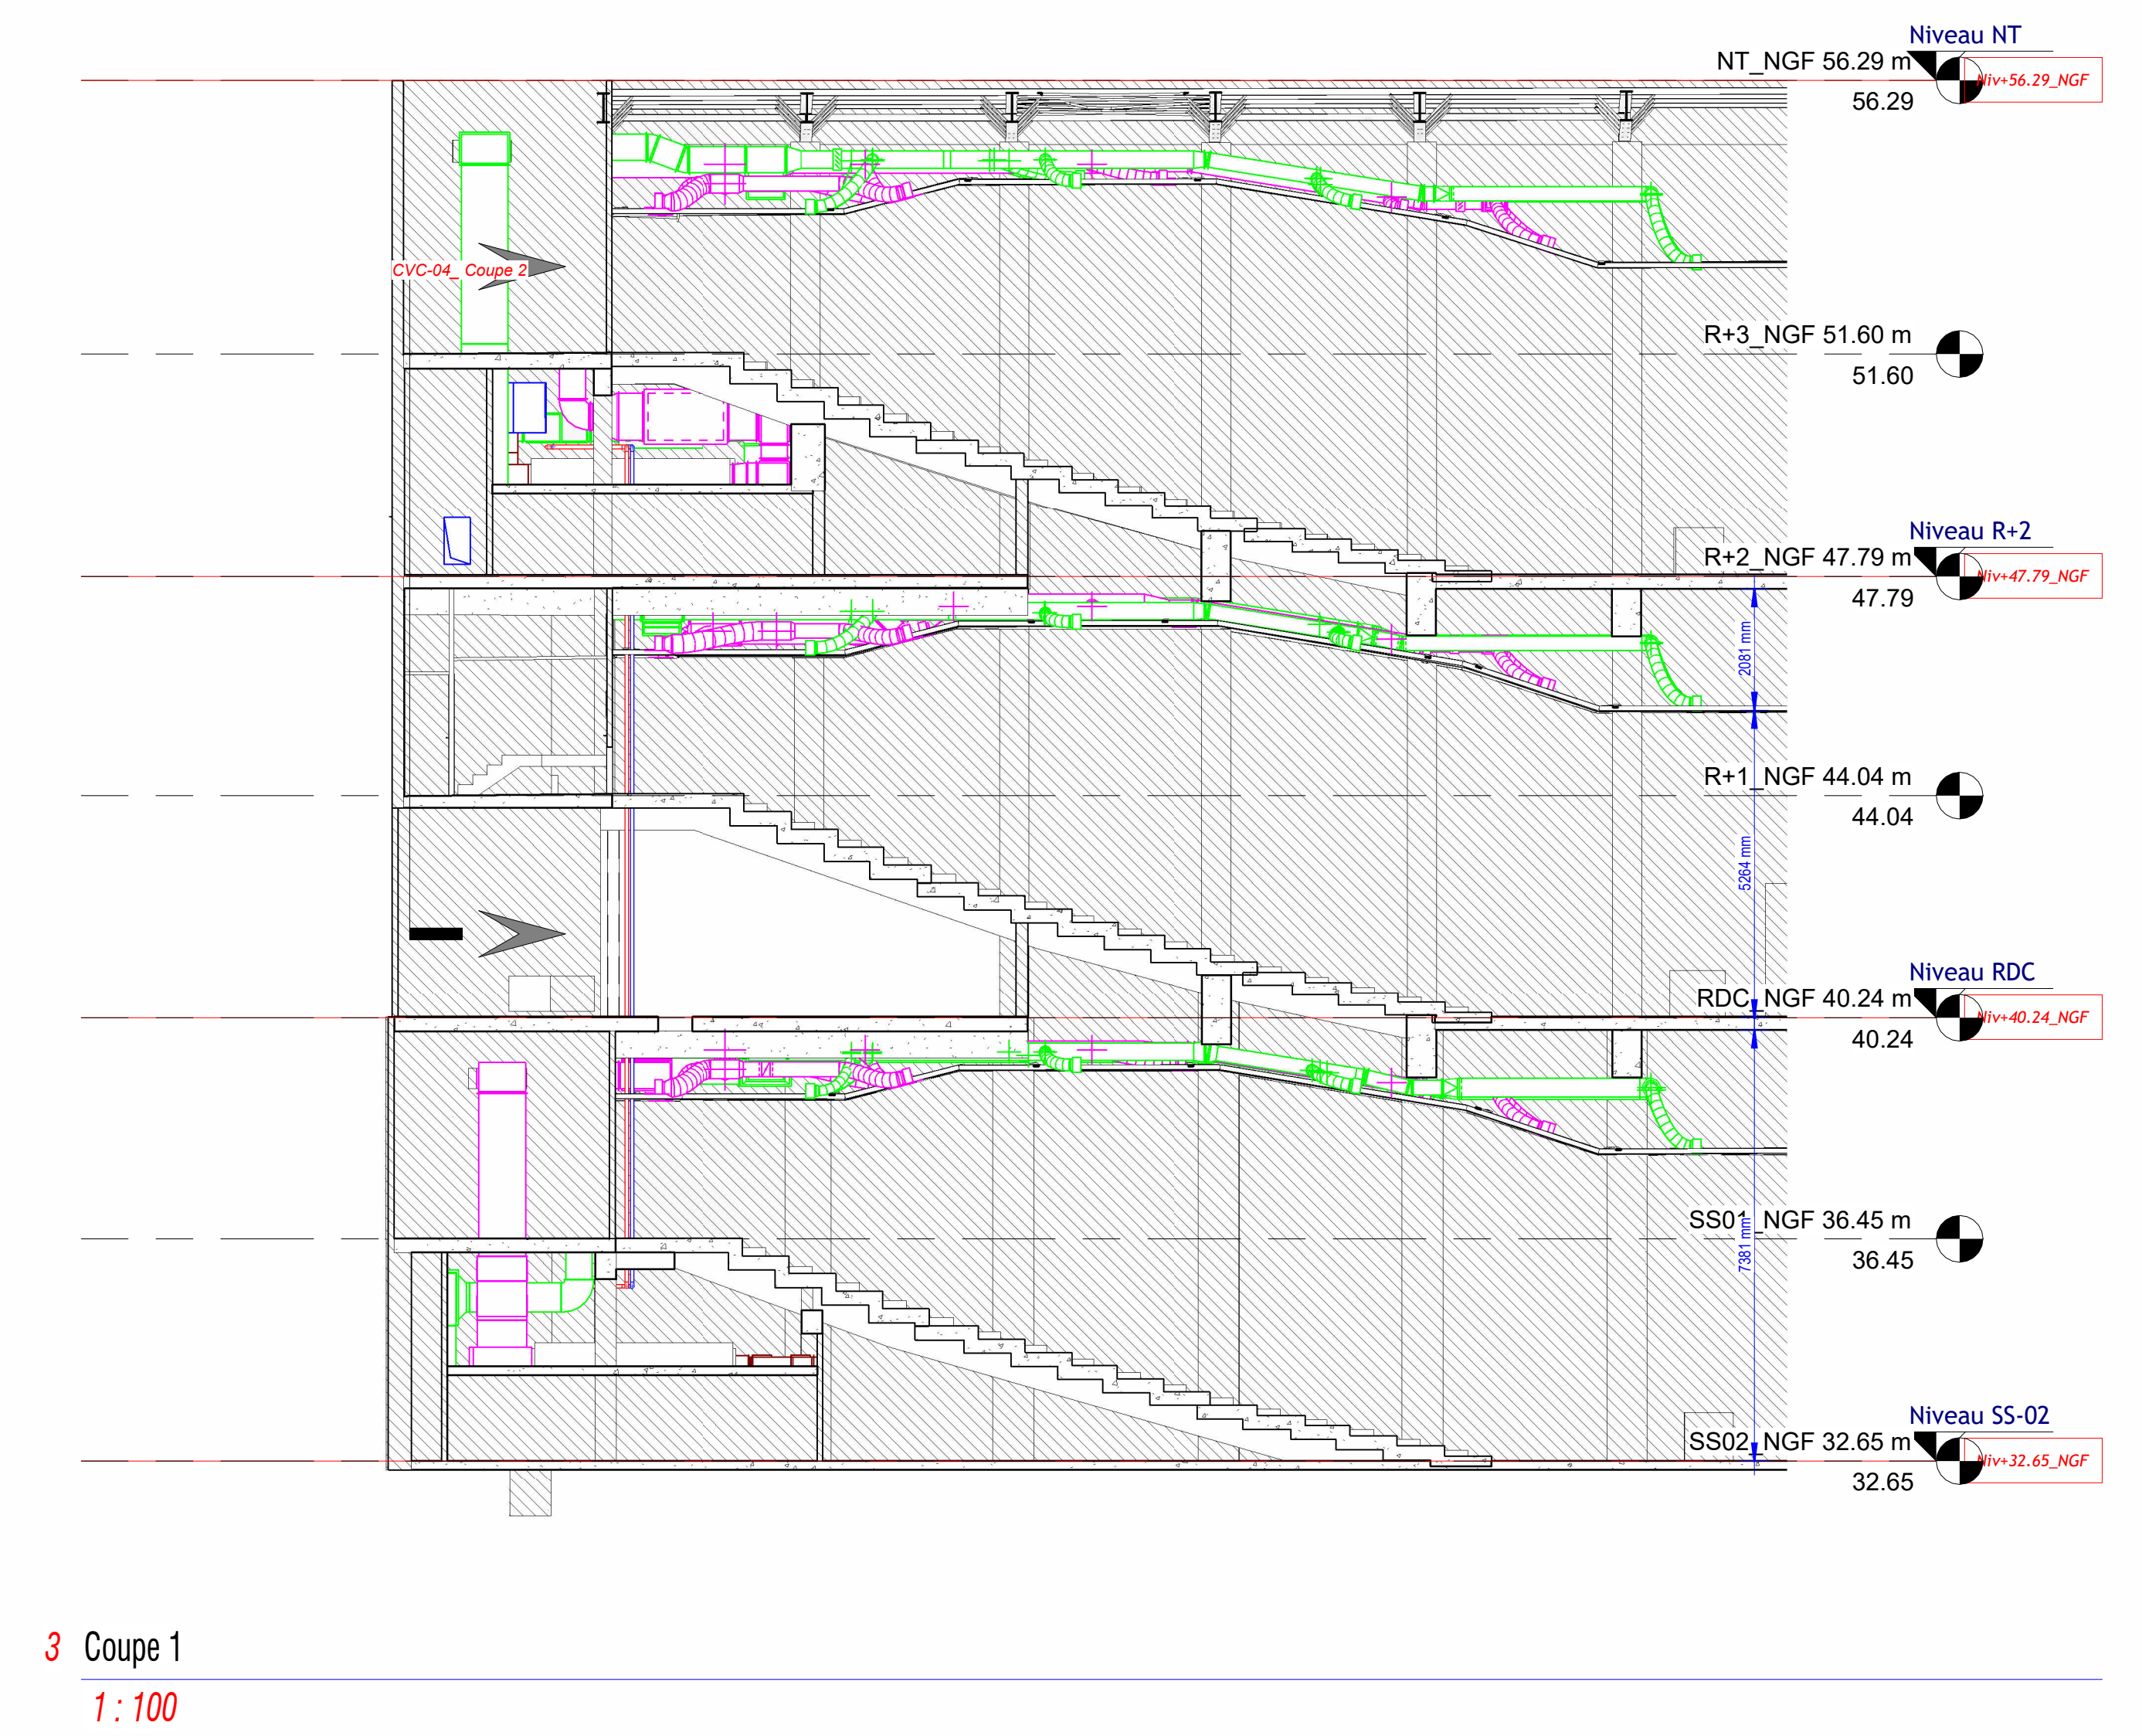 Niveau NT
NT_NGF 56.29 m
Niv+56.29_NGF
56.29
CVC-04_ Coupe 2
R+3_NGF 51.60 m
51.60
Niveau R+2
R+2_NGF 47.79 m
Niv+47.79_NGF
47.79
2081 mm
R+1_NGF 44.04 m
44.04
5264 mm
Niveau RDC
RDC_NGF 40.24 m
Niv+40.24_NGF
40.24
SS01_NGF 36.45 m
7381 mm
36.45
Niveau SS-02
SS02_NGF 32.65 m
Niv+32.65_NGF
32.65
3 Coupe 1
1 : 100